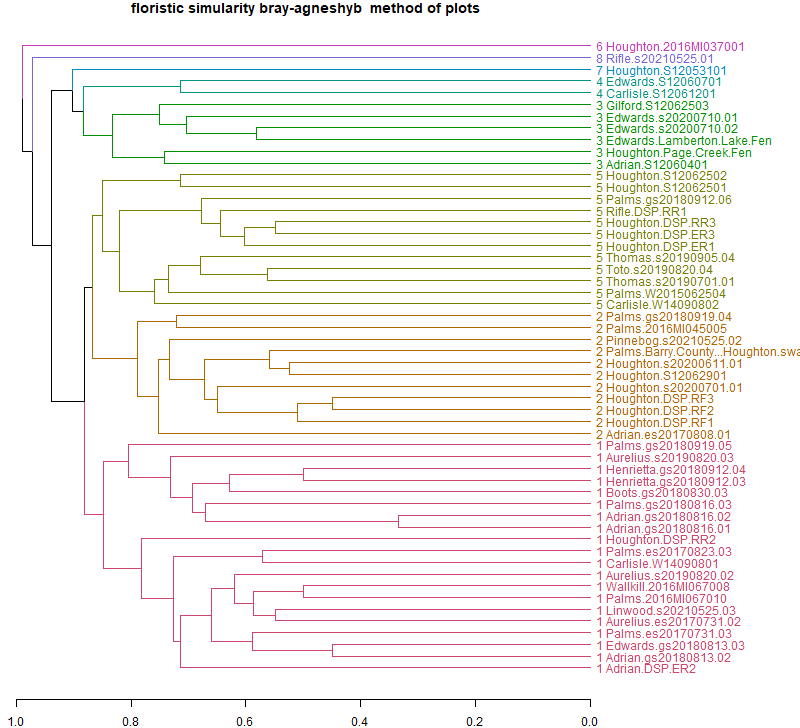 floristic simularity bray-agneshyb method of plots
6 Houghton.2016MI037001
8 Rifle.s20210525.01
7 Houghton.S12053101
4 Edwards.S12060701
4 Carlisle.S12061201
3 Gilford.S12062503
3 Edwards.s20200710.01
3 Edwards.s20200710.02
3 Edwards.Lamberton.Lake.Fen
3 Houghton.Page.Creek.Fen
3 Adrian.S12060401
5 Houghton.S12062502
5 Houghton.S12062501
5 Palms.gs20180912.06
5 Rifle.DSP.RR1
5 Houghton.DSP.RR3
5 Houghton.DSP.ER3
5 Houghton.DSP.ER1
5 Thomas.s20190905.04
5 Toto.s20190820.04
5 Thomas.s20190701.01
5 Palms.W2015062504
5 Carlisle.W14090802
2 Palms.gs20180919.04
2 Palms.2016MI045005
2 Pinnebog.s20210525.02
2 Palms.Barry.County...Houghton.swa
2 Houghton.s20200611.01
2 Houghton.S12062901
2 Houghton.s20200701.01
2 Houghton.DSP.RF3
2 Houghton.DSP.RF2
2 Houghton.DSP.RF1
2 Adrian.es20170808.01
1 Palms.gs20180919.05
1 Aurelius.s20190820.03
1 Henrietta.gs20180912.04
1 Henrietta.gs20180912.03
1 Boots.gs20180830.03
1 Palms.gs20180816.03
1 Adrian.gs20180816.02
1 Adrian.gs20180816.01
1 Houghton.DSP.RR2
1 Palms.es20170823.03
1 Carlisle.W14090801
1 Aurelius.s20190820.02
1 Wallkill.2016MI067008
1 Palms.2016MI067010
1 Linwood.s20210525.03
1 Aurelius.es20170731.02
1 Palms.es20170731.03
1 Edwards.gs20180813.03
1 Adrian.gs20180813.02
1 Adrian.DSP.ER2
1.0 0.8 0.6 0.4 0.2 0.0